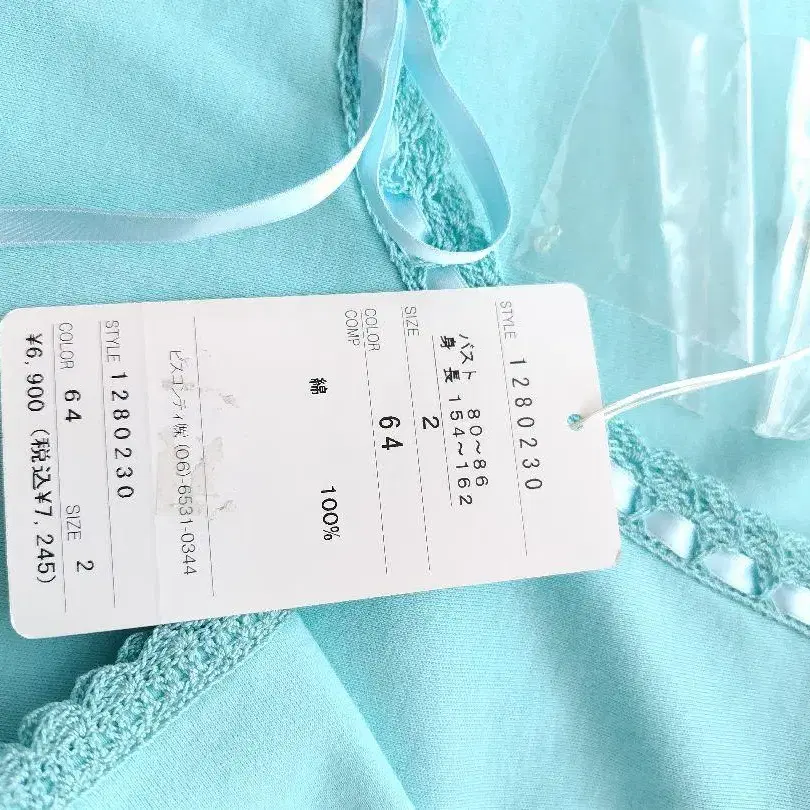 STYLE 1280230
バスト 80～86
身長 154～162
SIZE 2
COLOR 64
COMP
綿 100%
ビスコンティ㈱ (06)-6531-0344
STYLE 1280230
COLOR 64 SIZE 2
¥6,900 (税込¥7,245)